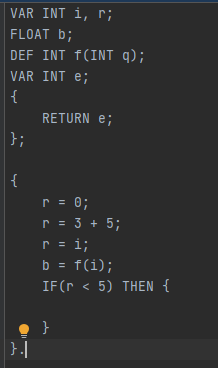 VAR INT i, r;
FLOAT b;
DEF INT f(INT q);
VAR INT e;
{
    RETURN e;
};
{
    r = 0;
    r = 3 + 5;
    r = i;
    b = f(i);
    IF(r < 5) THEN {
    }
}.